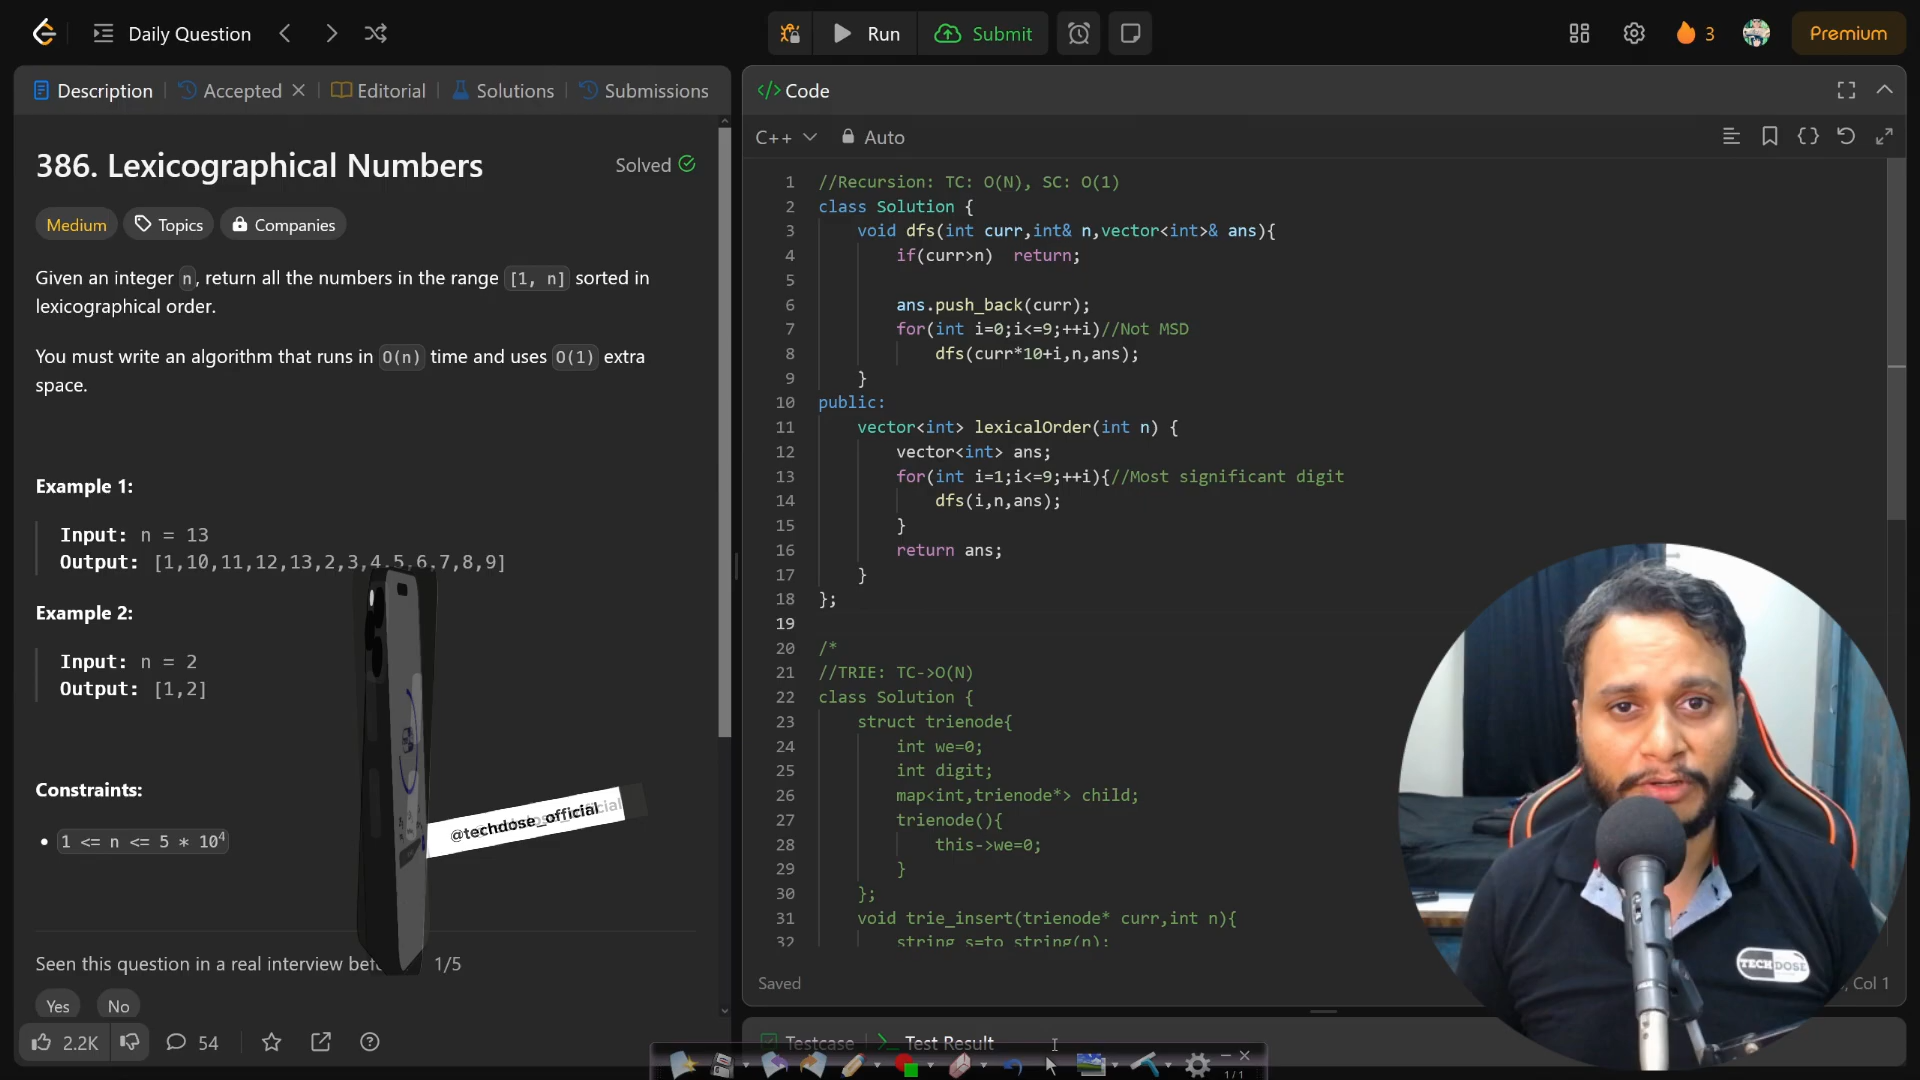 Daily Question
Run
Submit
3
Premium
Description
Accepted
Editorial
Solutions
Submissions
Code
C++
Auto
386. Lexicographical Numbers
Solved
Medium
Topics
Companies
Given an integer n, return all the numbers in the range [1, n] sorted in
lexicographical order.
You must write an algorithm that runs in O(n) time and uses O(1) extra
space.
Example 1:
Input: n = 13
Output: [1,10,11,12,13,2,3,4,5,6,7,8,9]
Example 2:
Input: n = 2
Output: [1,2]
Constraints:
• 1 <= n <= 5 * 10⁴
@techdose_official
Seen this question in a real interview 1/5
Yes
No
2.2K
54
1 //Recursion: TC: O(N), SC: O(1)
2 class Solution {
3 void dfs(int curr,int& n,vector<int>& ans){
4 if(curr>n) return;
5
6 ans.push_back(curr);
7 for(int i=0;i<=9;++i)//Not MSD
8 dfs(curr*10+i,n,ans);
9 }
10 public:
11 vector<int> lexicalOrder(int n) {
12 vector<int> ans;
13 for(int i=1;i<=9;++i){//Most significant digit
14 dfs(i,n,ans);
15 }
16 return ans;
17 }
18 };
19
20 /*
21 //TRIE: TC->O(N)
22 class Solution {
23 struct trienode{
24 int we=0;
25 int digit;
26 map<int,trienode*> child;
27 trienode(){
28 this->we=0;
29 }
30 };
31 void trie_insert(trienode* curr,int n){
32 string s=to_string(n);
Saved
Col 1
Testcase
Test Result
1/1
TECH DOSE